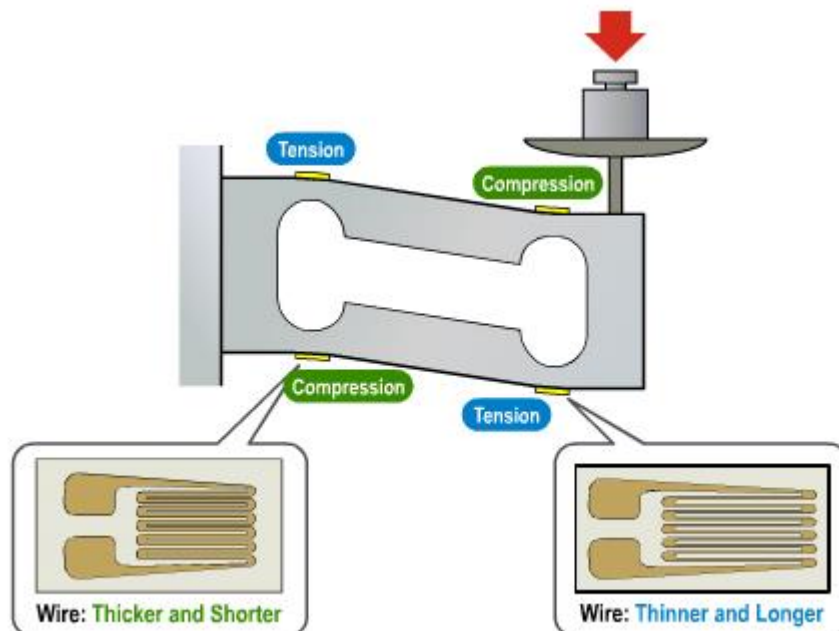 Tension
Compression
Compression
Tension
Wire: Thicker and Shorter
Wire: Thinner and Longer